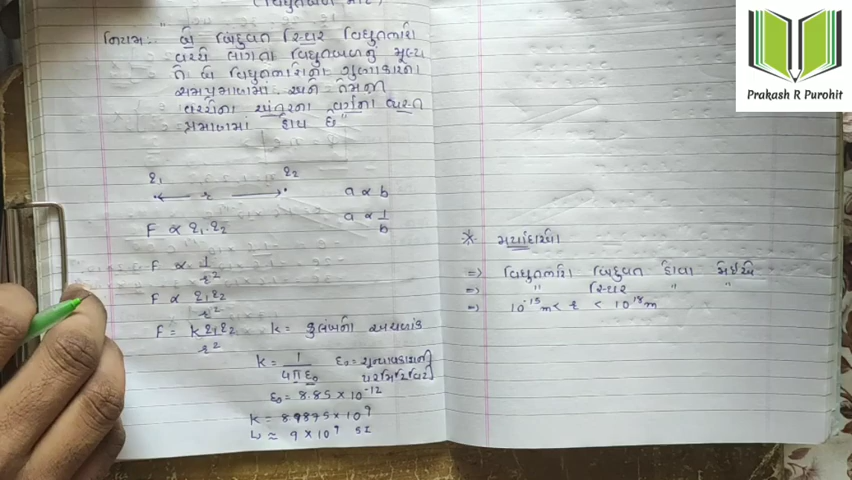 નિયમ:- "બે બિંદુવત સ્થિર વિદ્યુતભારો
વચ્ચે લાગતા વિદ્યુતબળનું મૂલ્ય
તે બે વિદ્યુતભારોના ગુણાકારના
સમપ્રમાણમાં અને તેમની
વચ્ચેના અંતરના વર્ગના વ્યસ્ત
પ્રમાણમાં હોય છે"
q₁ q₂
r
a ∝ b
a ∝ 1/b
F ∝ q₁.q₂
F ∝ 1/r²
F ∝ q₁q₂/r²
F = kq₁q₂/r² k = કુલંબનો અચળાંક
k = 1/4πε₀ ε₀ = શૂન્યાવકાશની
પરમિટિવિટી
ε₀ = 8.85 × 10⁻¹²
k = 8.9875 × 10⁹
≈ 9 × 10⁹ SI
* મર્યાદાઓ
⇒ વિદ્યુતભારો બિંદુવત હોવા જોઈએ
⇒ " સ્થિર " "
⇒ 10⁻¹⁵m < r < 10¹⁸m
Prakash R Purohit